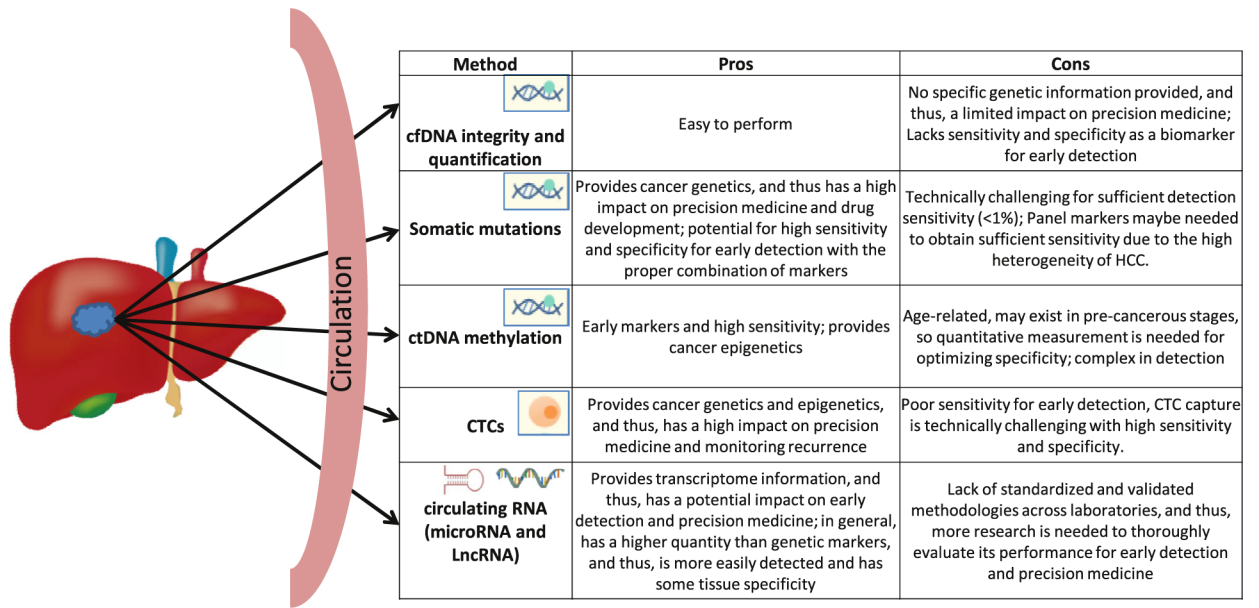 Circulation
Method Pros Cons
cfDNA integrity and
quantification
Easy to perform
No specific genetic information provided, and
thus, a limited impact on precision medicine;
Lacks sensitivity and specificity as a biomarker
for early detection
Somatic mutations
Provides cancer genetics, and thus has a high
impact on precision medicine and drug
development; potential for high sensitivity
and specificity for early detection with the
proper combination of markers
Technically challenging for sufficient detection
sensitivity (<1%); Panel markers maybe needed
to obtain sufficient sensitivity due to the high
heterogeneity of HCC.
ctDNA methylation
Early markers and high sensitivity; provides
cancer epigenetics
Age-related, may exist in pre-cancerous stages,
so quantitative measurement is needed for
optimizing specificity; complex in detection
CTCs
Provides cancer genetics and epigenetics,
and thus, has a high impact on precision
medicine and monitoring recurrence
Poor sensitivity for early detection, CTC capture
is technically challenging with high sensitivity
and specificity.
circulating RNA
(microRNA and
LncRNA)
Provides transcriptome information, and
thus, has a potential impact on early
detection and precision medicine; in general,
has a higher quantity than genetic markers,
and thus, is more easily detected and has
some tissue specificity
Lack of standardized and validated
methodologies across laboratories, and thus,
more research is needed to thoroughly
evaluate its performance for early detection
and precision medicine